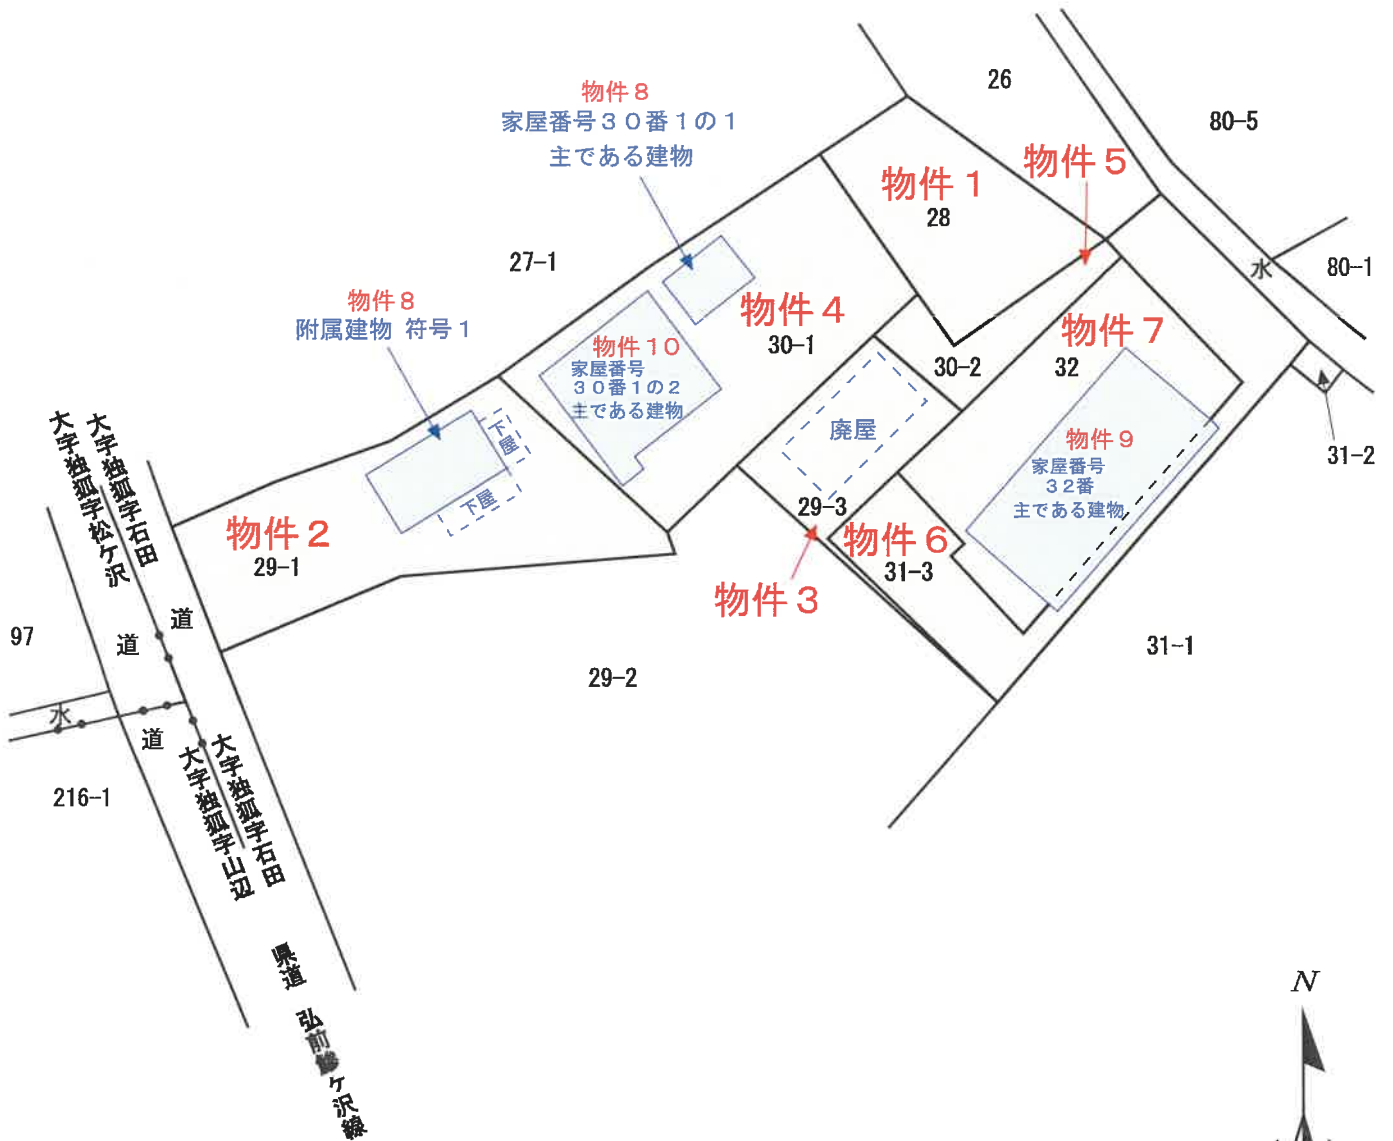 26
80-5
物件８
家屋番号３０番１の１
主である建物
物件５
物件１
28
27-1
水
80-1
物件８
附属建物 符号１
物件４
30-1
物件７
32
物件１０
家屋番号
３０番１の２
主である建物
30-2
31-2
下屋
下屋
廃屋
物件９
家屋番号
３２番
主である建物
29-3
物件２
29-1
物件６
31-3
物件３
大字独狐字松ケ沢
大字独狐字石田
道
道
97
29-2
31-1
水
道
216-1
大字独狐字山辺
大字独狐字石田
県道 弘前鰺ケ沢線
N